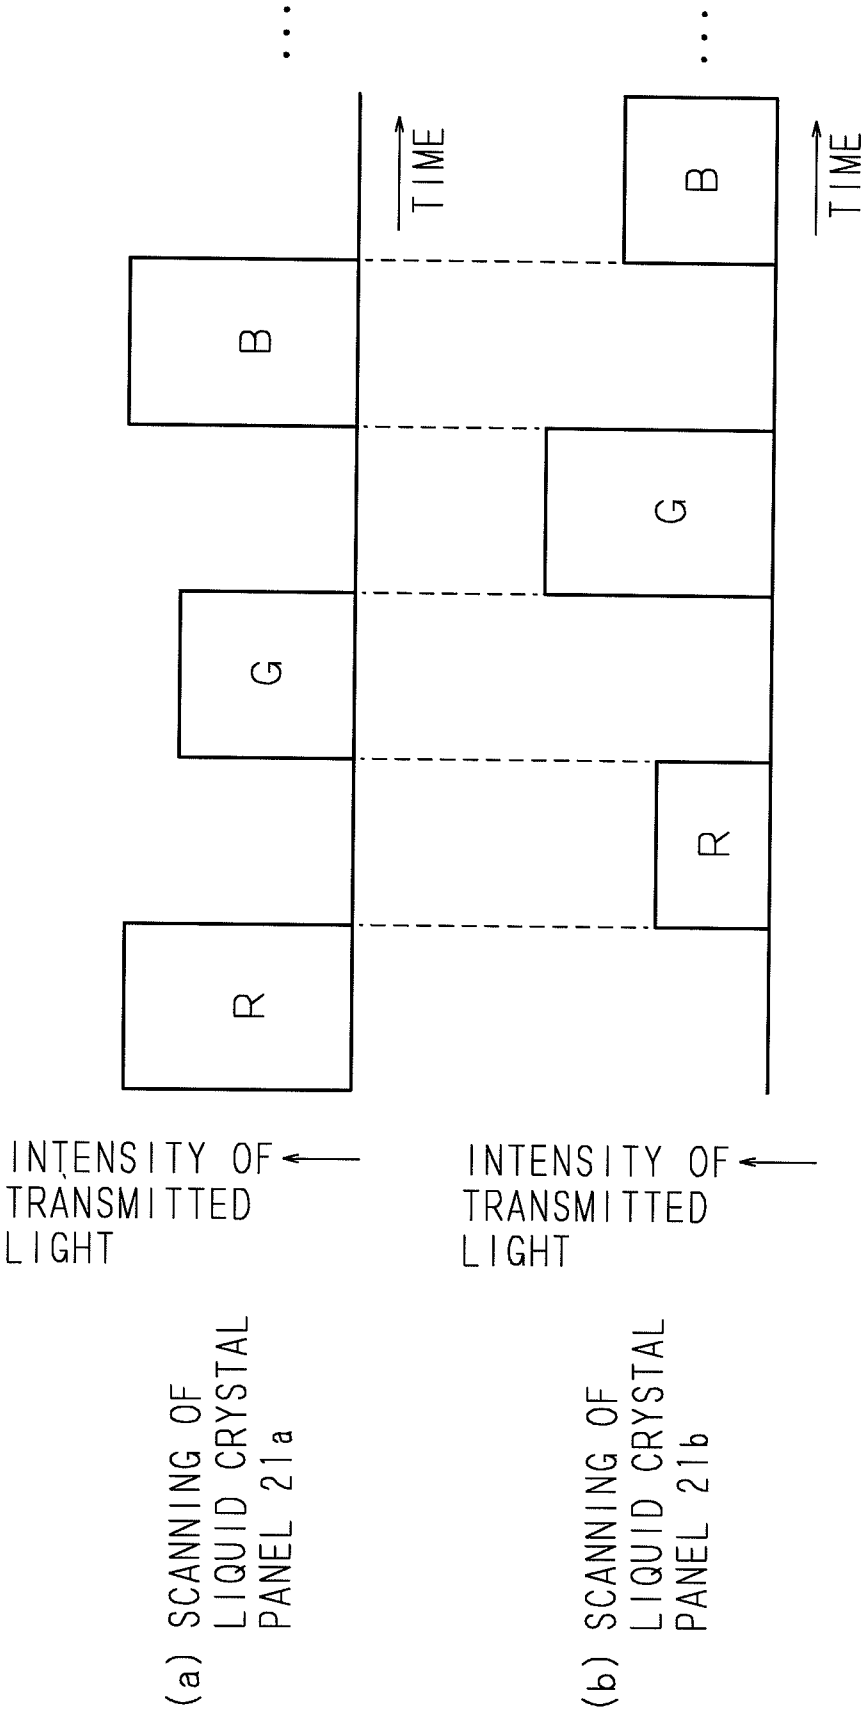 (a) SCANNING OF
LIQUID CRYSTAL
PANEL 21a
INTENSITY OF
TRANSMITTED
LIGHT
R
G
B
TIME
...
(b) SCANNING OF
LIQUID CRYSTAL
PANEL 21b
INTENSITY OF
TRANSMITTED
LIGHT
R
G
B
TIME
...